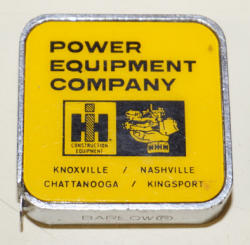 POWER
EQUIPMENT
COMPANY
IH
CONSTRUCTION
EQUIPMENT
KNOXVILLE / NASHVILLE
CHATTANOOGA / KINGSPORT
BARLOW®